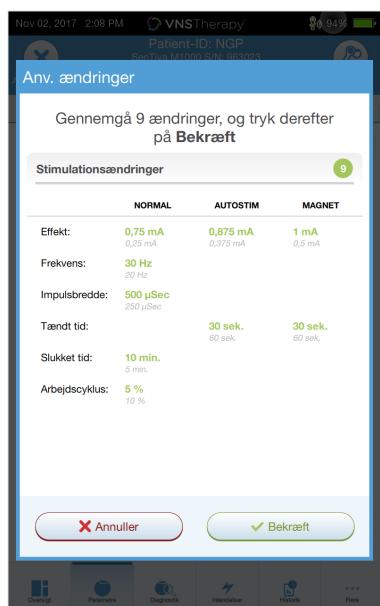 Nov 02, 2017 2:08 PM VNSTherapy 94%
Patient-ID: NGP
SenTiva M1000 S/N: 963023
Anv. ændringer
Gennemgå 9 ændringer, og tryk derefter
på Bekræft
Stimulationsændringer 9
NORMAL AUTOSTIM MAGNET
Effekt: 0,75 mA 0,875 mA 1 mA
0,25 mA 0,375 mA 0,5 mA
Frekvens: 30 Hz
20 Hz
Impulsbredde: 500 µSec
250 µSec
Tændt tid: 30 sek. 30 sek.
60 sek. 60 sek.
Slukket tid: 10 min.
5 min.
Arbejdscyklus: 5 %
10 %
Annuller Bekræft
Oversigt Parametre Diagnostik Hændelser Historik Flere